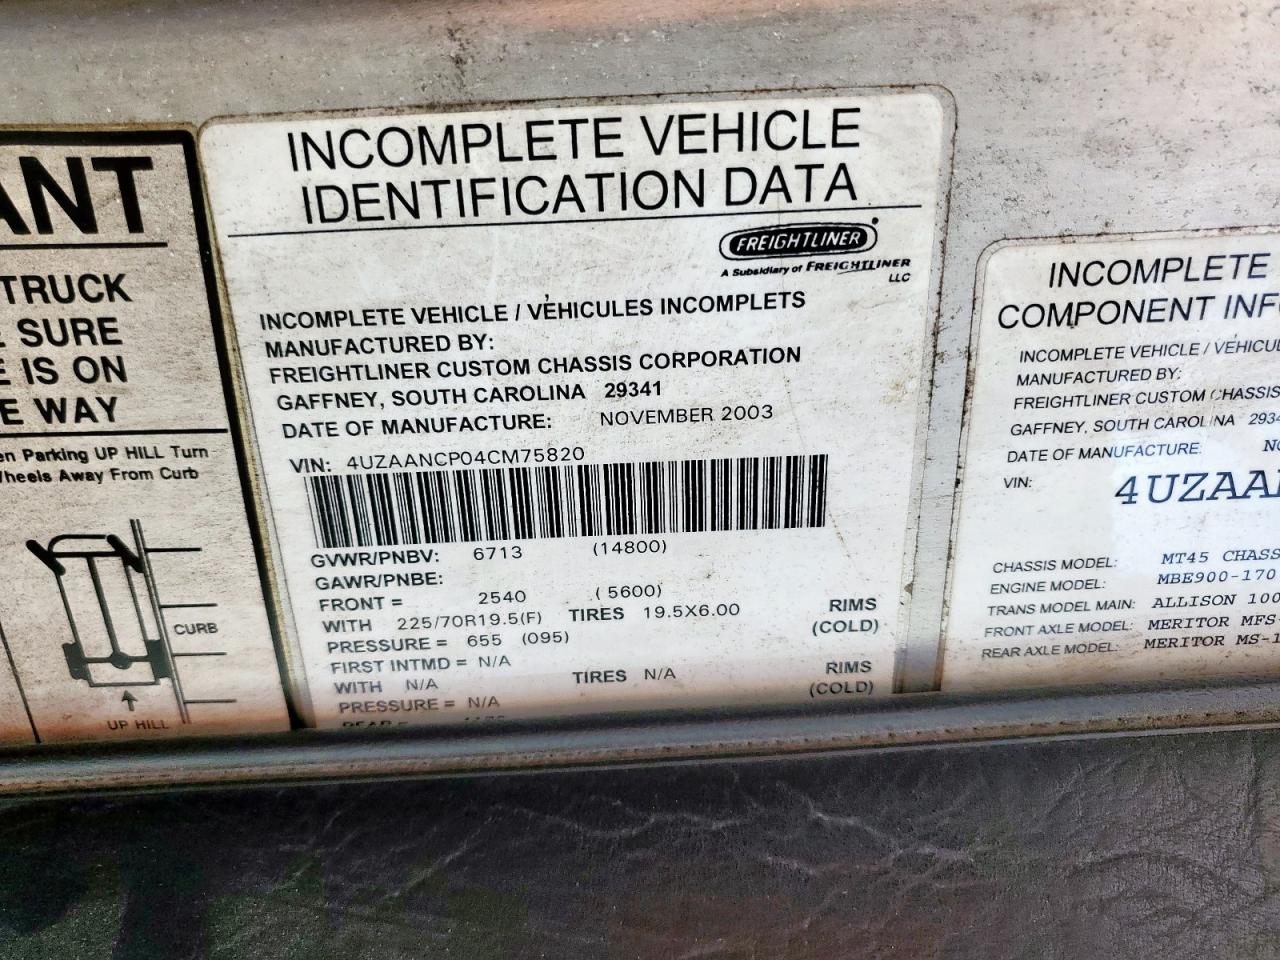 ANT
TRUCK
SURE
IS ON
WAY
Parking UP HILL Turn
Wheels Away From Curb
CURB
UP HILL
INCOMPLETE VEHICLE
IDENTIFICATION DATA
FREIGHTLINER
A Subsidiary of FREIGHTLINER
LLC
INCOMPLETE VEHICLE / VÉHICULES INCOMPLETS
MANUFACTURED BY:
FREIGHTLINER CUSTOM CHASSIS CORPORATION
GAFFNEY, SOUTH CAROLINA 29341
DATE OF MANUFACTURE: NOVEMBER 2003
VIN: 4UZAANCP04CM75820
GVWR/PNBV: 6713 (14800)
GAWR/PNBE:
FRONT = 2540 ( 5600)
WITH 225/70R19.5(F) TIRES 19.5X6.00 RIMS
PRESSURE = 655 (095) (COLD)
FIRST INTMD = N/A
WITH N/A TIRES N/A RIMS
PRESSURE = N/A (COLD)
INCOMPLETE
COMPONENT
INCOMPLETE VEHICLE /
MANUFACTURED BY:
FREIGHTLINER CUSTOM CHASSIS
GAFFNEY, SOUTH CAROLINA
DATE OF MANUFACTURE:
VIN: 4UZAA
CHASSIS MODEL: MT45 CHASS
ENGINE MODEL: MBE900-170
TRANS MODEL MAIN: ALLISON 100
FRONT AXLE MODEL: MERITOR MFS-
REAR AXLE MODEL: MERITOR MS-1